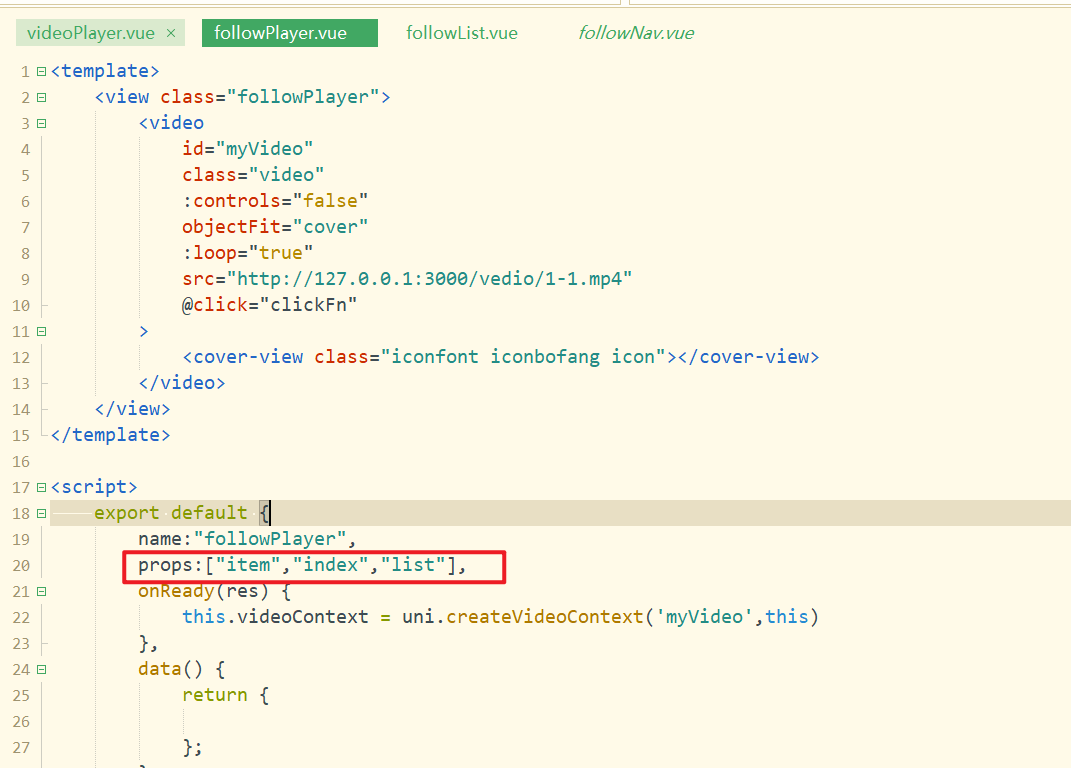 videoPlayer.vue × followPlayer.vue followList.vue followNav.vue
1 <template>
2 <view class="followPlayer">
3 <video
4 id="myVideo"
5 class="video"
6 :controls="false"
7 objectFit="cover"
8 :loop="true"
9 src="http://127.0.0.1:3000/vedio/1-1.mp4"
10 @click="clickFn"
11 >
12 <cover-view class="iconfont iconbofang icon"></cover-view>
13 </video>
14 </view>
15 </template>
16
17 <script>
18 export default {
19 name:"followPlayer",
20 props:["item","index","list"],
21 onReady(res) {
22 this.videoContext = uni.createVideoContext('myVideo',this)
23 },
24 data() {
25 return {
26
27 };